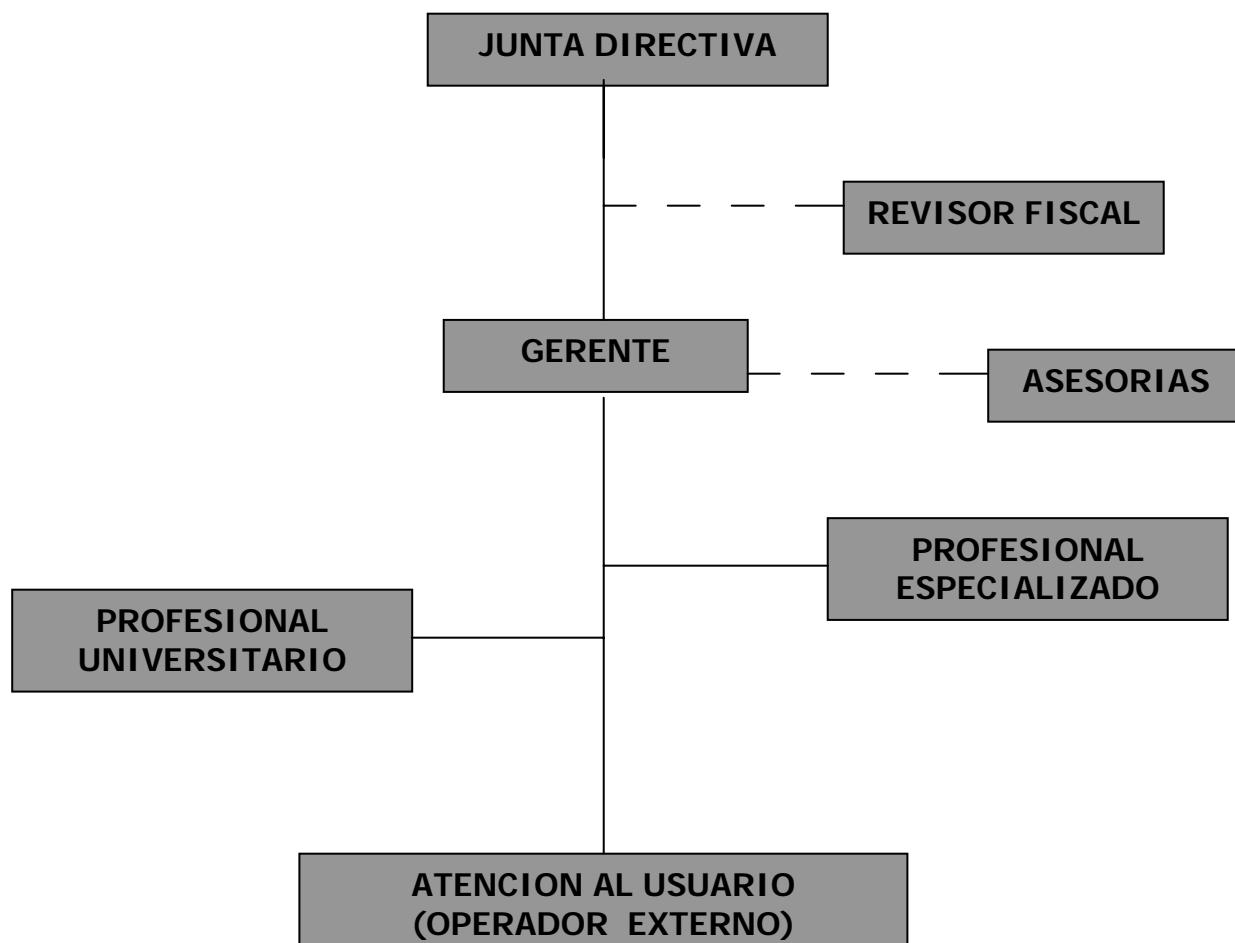 JUNTA DIRECTIVA
REVISOR FISCAL
GERENTE
ASESORIAS
PROFESIONAL
ESPECIALIZADO
PROFESIONAL
UNIVERSITARIO
ATENCION AL USUARIO
(OPERADOR EXTERNO)